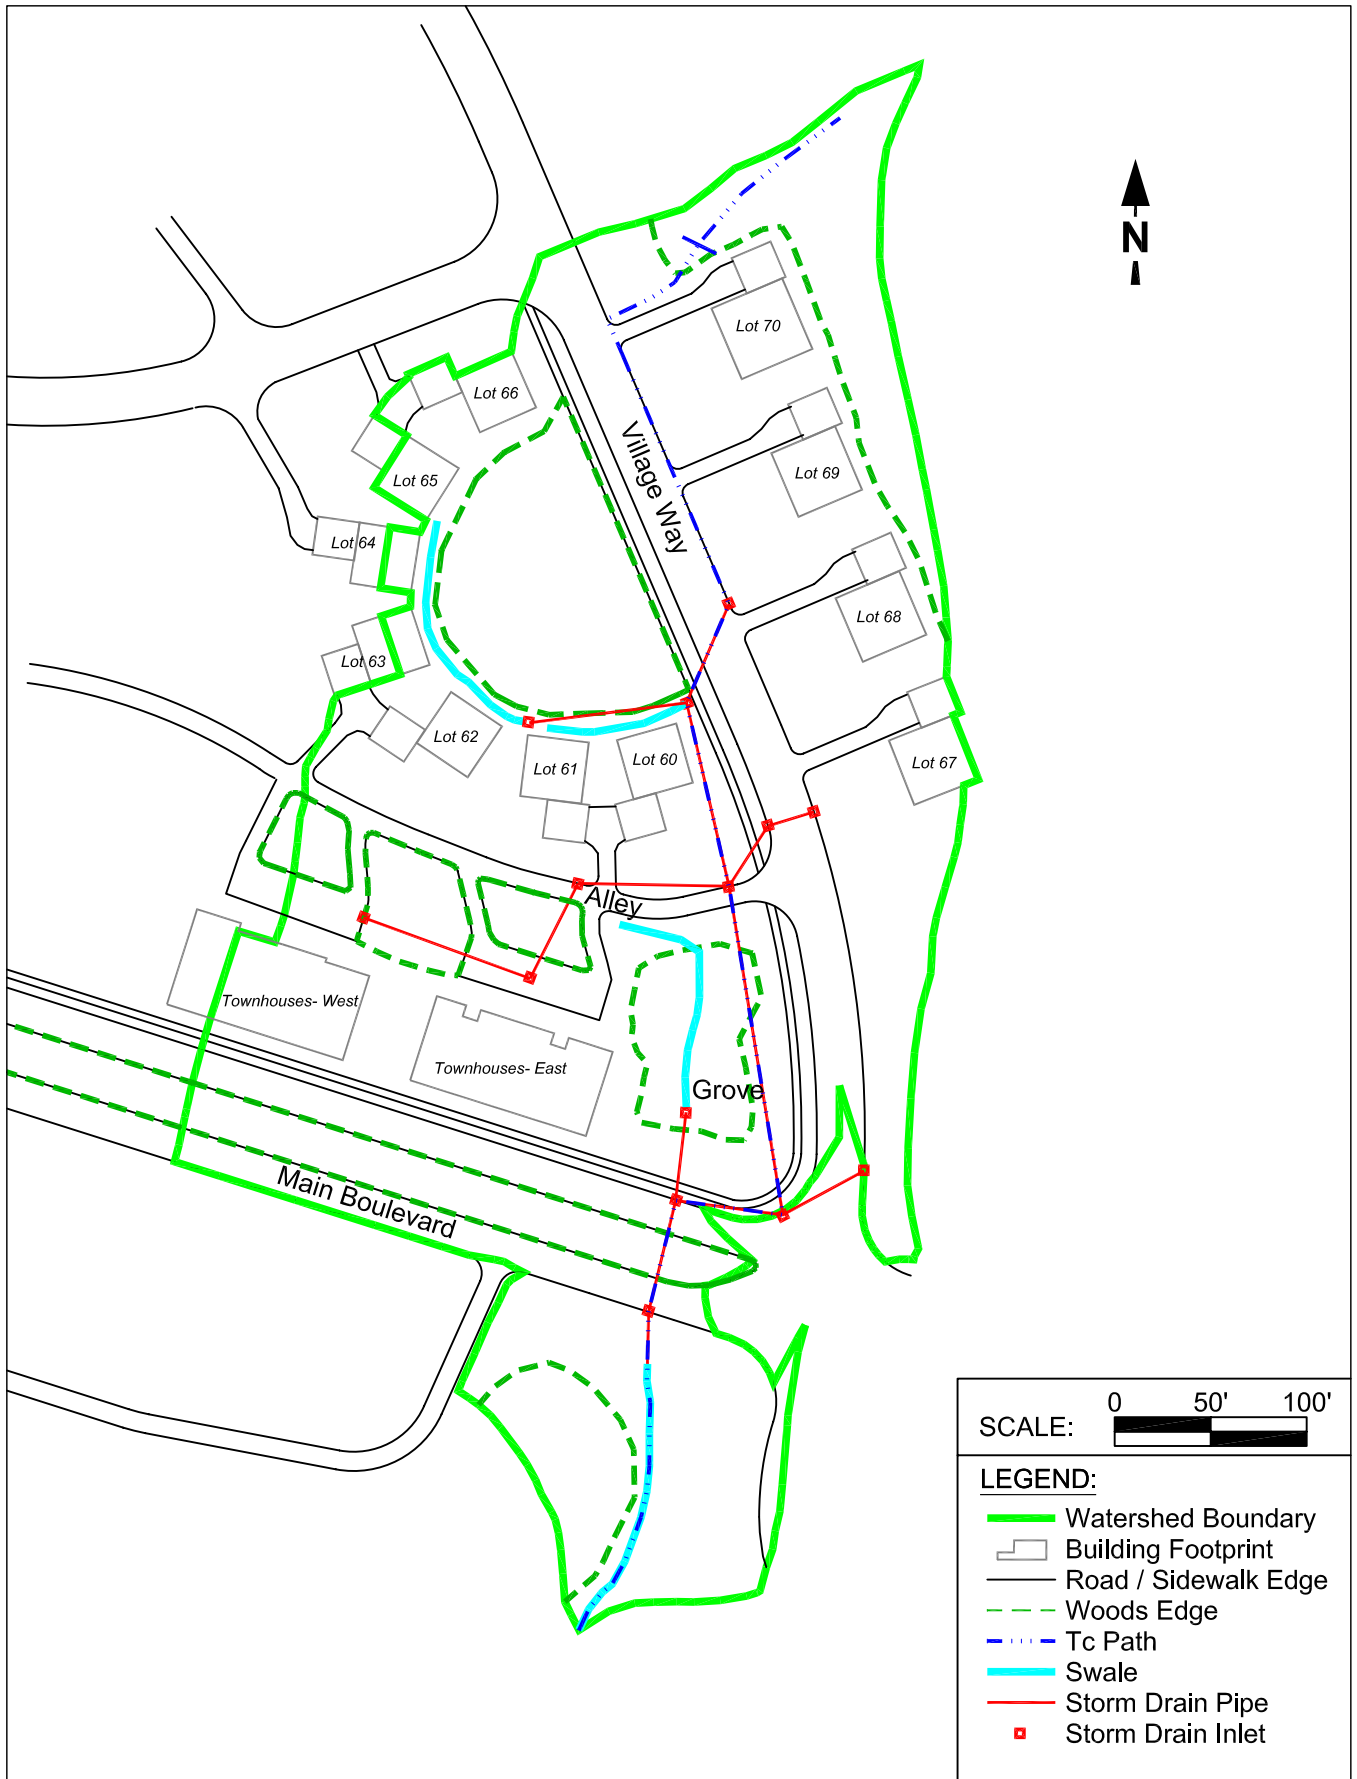 N
Lot 70
Lot 66
Village Way
Lot 69
Lot 65
Lot 64
Lot 68
Lot 63
Lot 62
Lot 61
Lot 60
Lot 67
Alley
Townhouses- West
Townhouses- East
Grove
Main Boulevard
0 50' 100'
SCALE:
LEGEND:
Watershed Boundary
Building Footprint
Road / Sidewalk Edge
Woods Edge
Tc Path
Swale
Storm Drain Pipe
Storm Drain Inlet